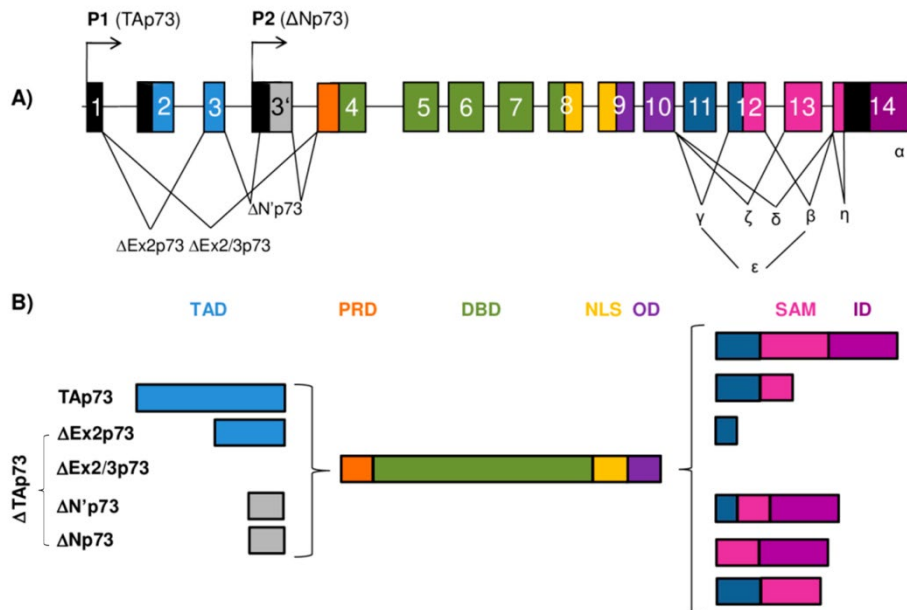 P1 (TAp73) P2 (ΔNp73)
A)
1 2 3 3' 4 5 6 7 8 9 10 11 12 13 14
α
ΔN'p73 γ ζ δ β η
ΔEx2p73 ΔEx2/3p73
ε
B) TAD PRD DBD NLS OD SAM ID
TAp73
ΔEx2p73
ΔEx2/3p73
ΔN'p73
ΔNp73
ΔTAp73